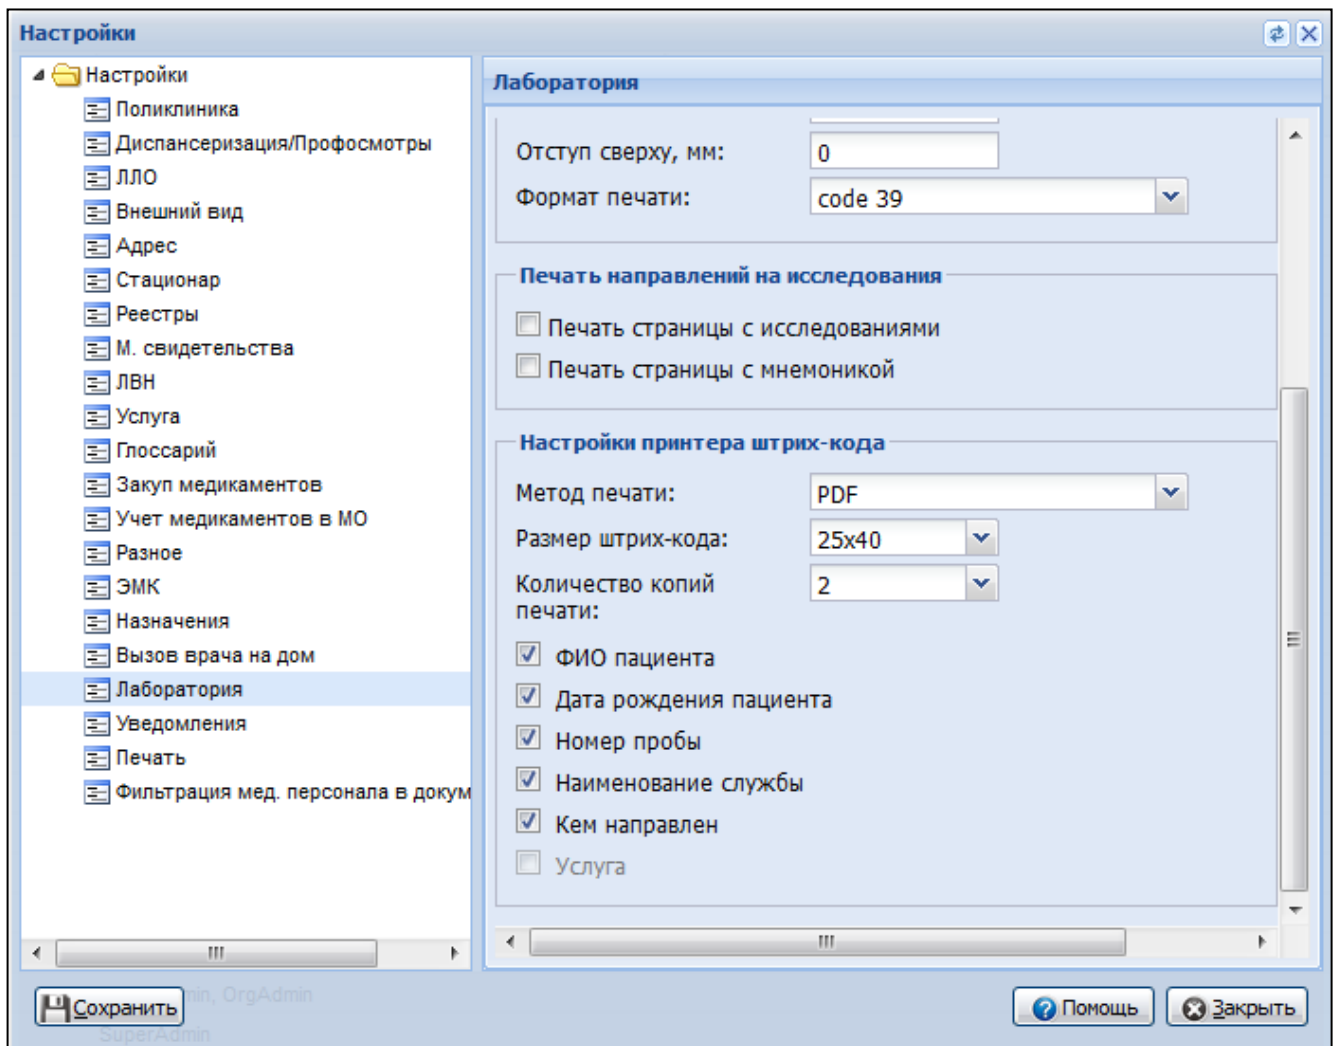 Настройки
Настройки
Поликлиника
Диспансеризация/Профосмотры
ЛЛО
Внешний вид
Адрес
Стационар
Реестры
М. свидетельства
ЛВН
Услуга
Глоссарий
Закуп медикаментов
Учет медикаментов в МО
Разное
ЭМК
Назначения
Вызов врача на дом
Лаборатория
Уведомления
Печать
Фильтрация мед. персонала в докум
Лаборатория
Отступ сверху, мм: 0
Формат печати: code 39
Печать направлений на исследования
Печать страницы с исследованиями
Печать страницы с мнемоникой
Настройки принтера штрих-кода
Метод печати: PDF
Размер штрих-кода: 25x40
Количество копий 2
печати:
ФИО пациента
Дата рождения пациента
Номер пробы
Наименование службы
Кем направлен
Услуга
Сохранить
min, OrgAdmin
SuperAdmin
Помощь
Закрыть